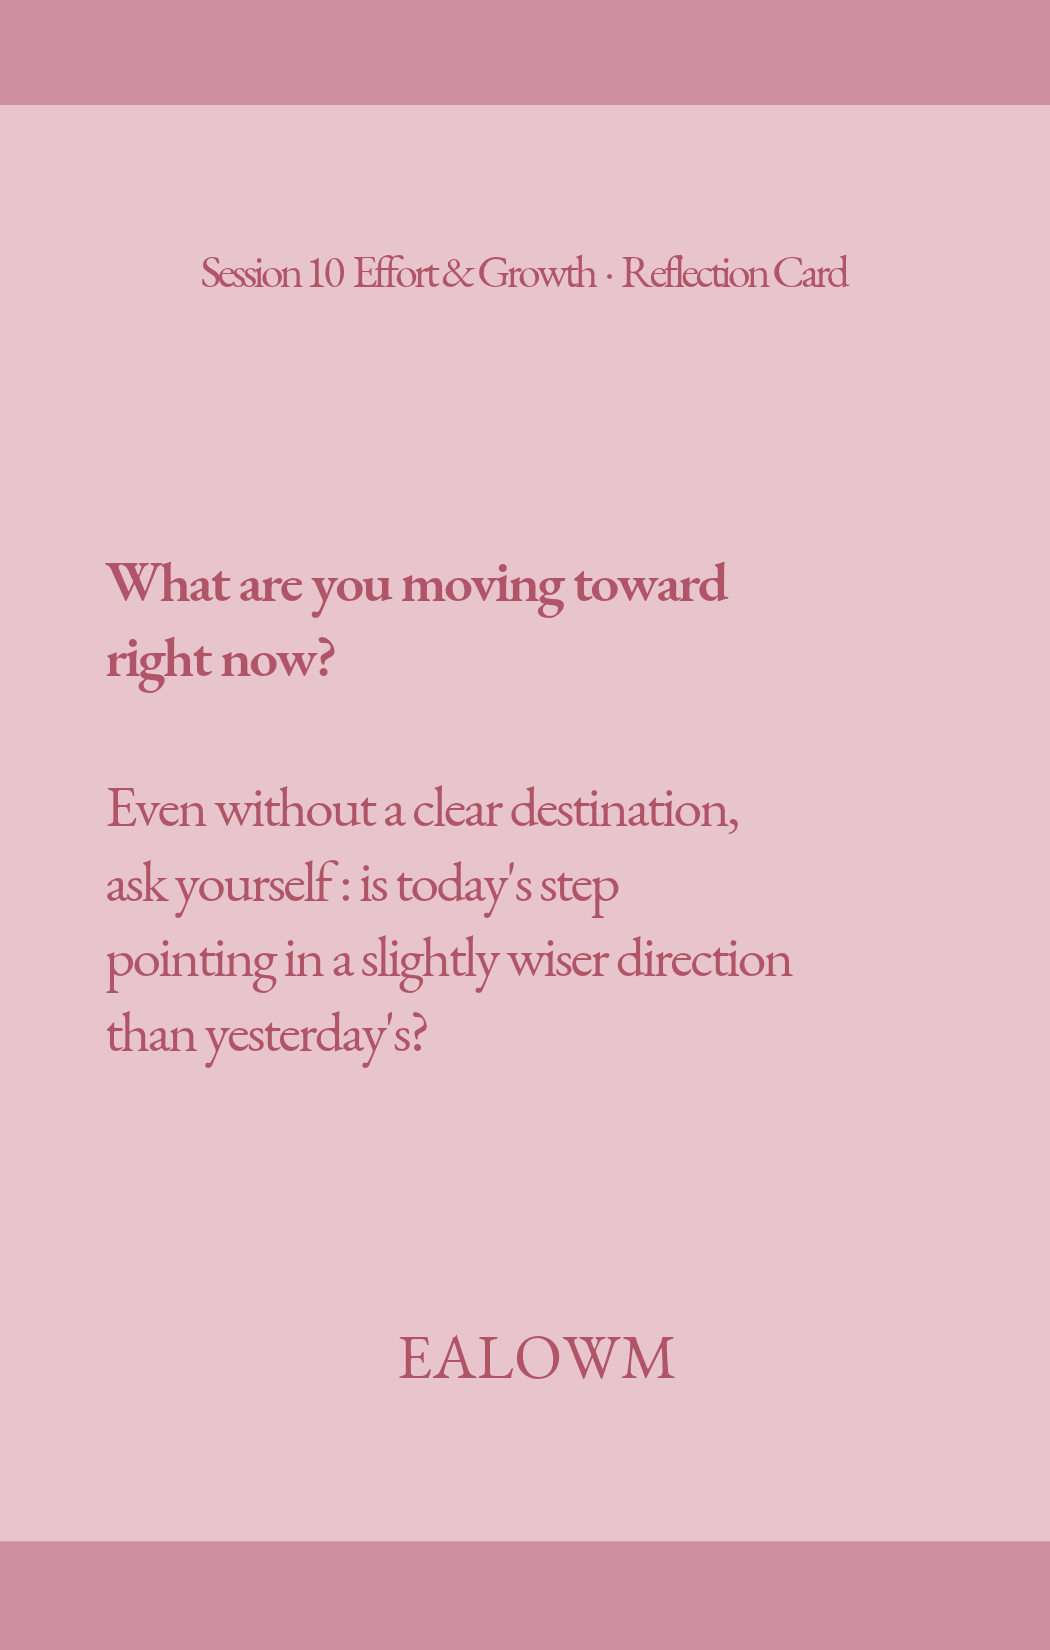 Session 10 Effort & Growth · Reflection Card
What are you moving toward
right now?
Even without a clear destination,
ask yourself : is today's step
pointing in a slightly wiser direction
than yesterday's?
EALOWM